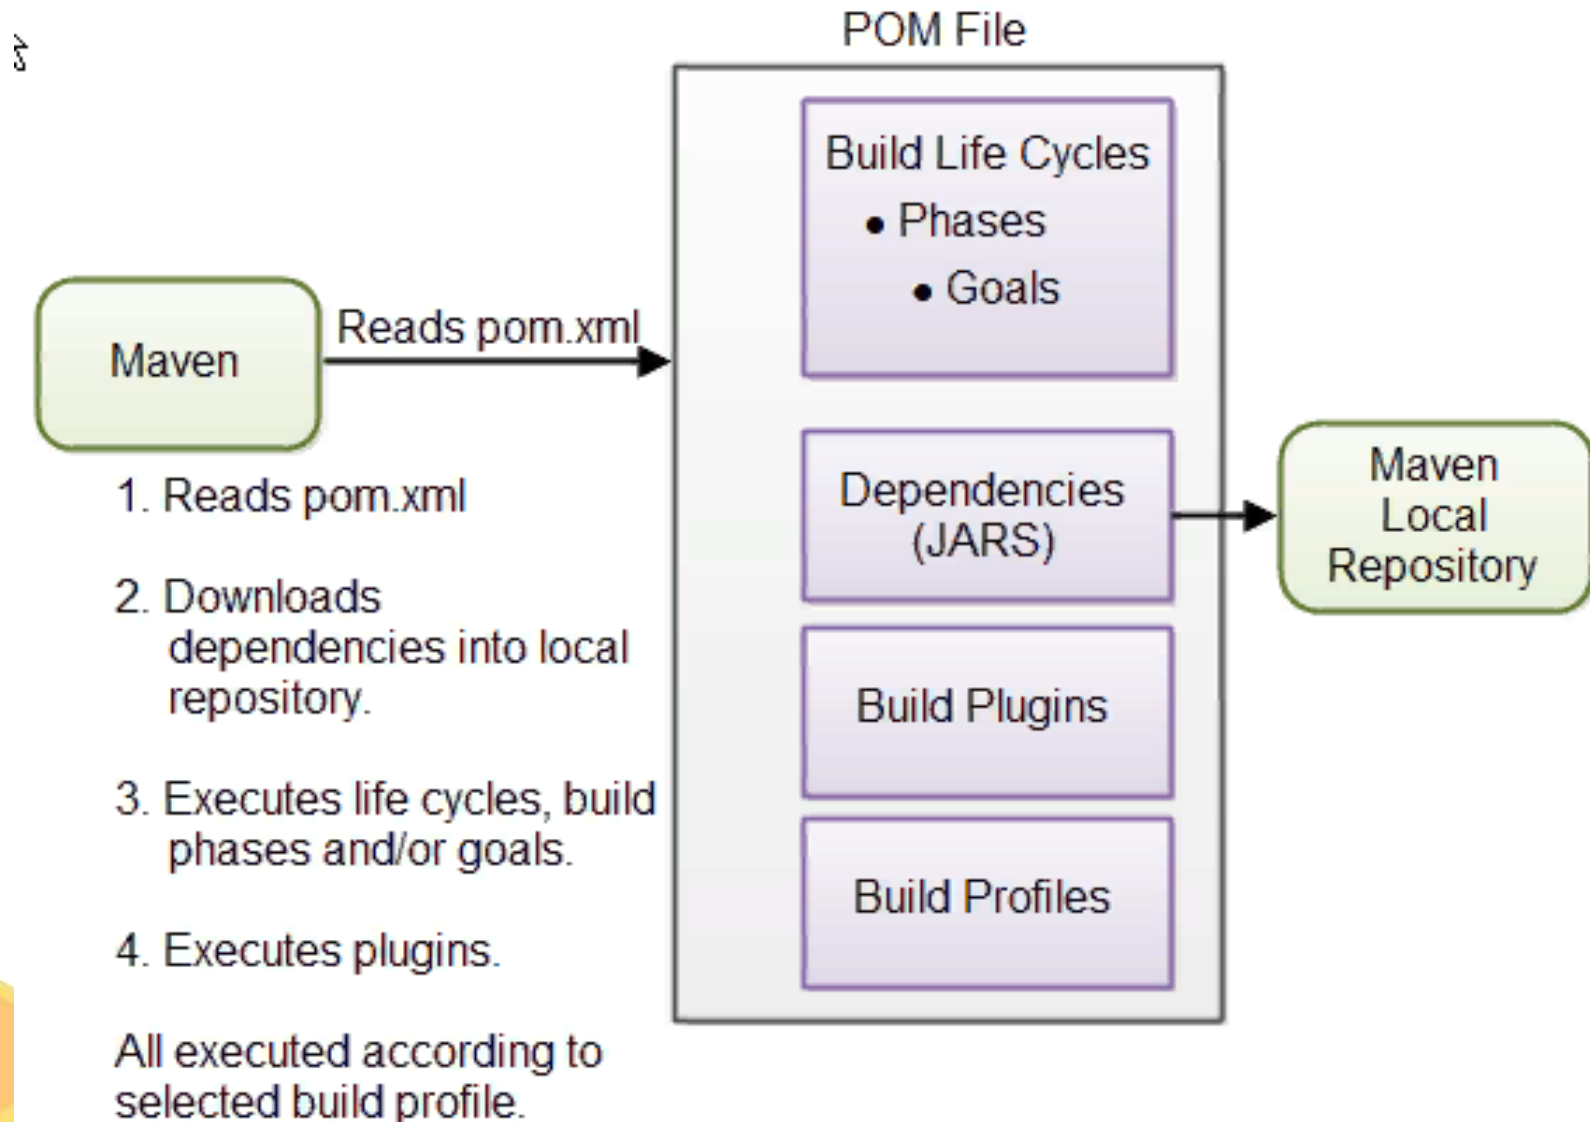 POM File
Build Life Cycles
• Phases
• Goals
Maven
Reads pom.xml
Dependencies
(JARS)
Maven
Local
Repository
Build Plugins
Build Profiles
1. Reads pom.xml
2. Downloads
dependencies into local
repository.
3. Executes life cycles, build
phases and/or goals.
4. Executes plugins.
All executed according to
selected build profile.